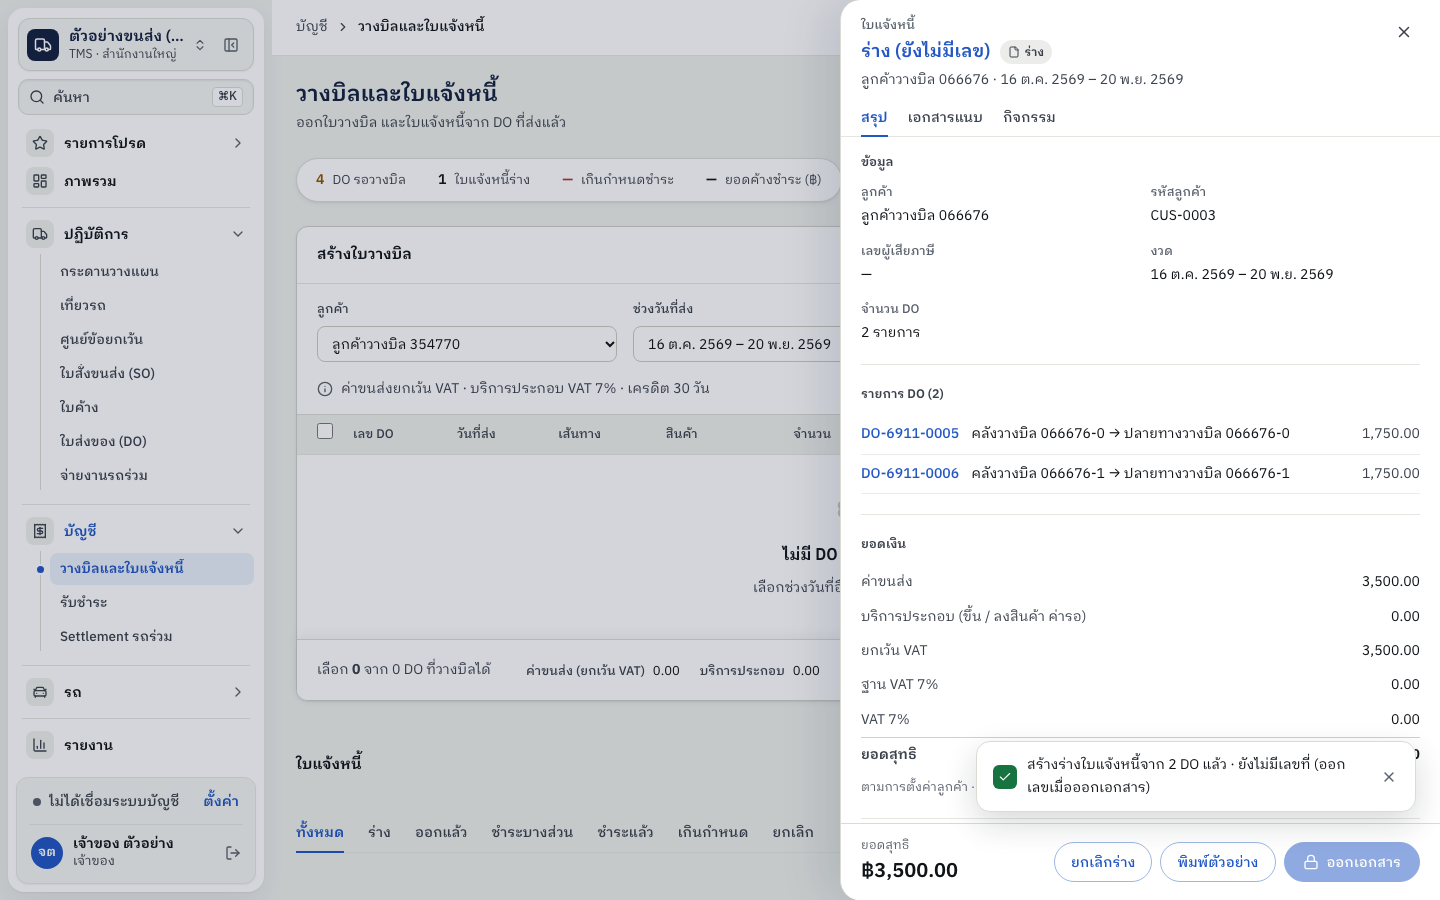 ตัวอย่างขนส่ง (...
TMS · สำนักงานใหญ่
ค้นหา
⌘K
รายการโปรด
ภาพรวม
ปฏิบัติการ
กระดานวางแผน
เที่ยวรถ
ศูนย์ข้อยกเว้น
ใบสั่งขนส่ง (SO)
ใบค้าง
ใบส่งของ (DO)
จ่ายงานรถร่วม
บัญชี
วางบิลและใบแจ้งหนี้
รับชำระ
Settlement รถร่วม
รถ
รายงาน
ไม่ได้เชื่อมระบบบัญชี ตั้งค่า
จต
เจ้าของ ตัวอย่าง
เจ้าของ
บัญชี > วางบิลและใบแจ้งหนี้
วางบิลและใบแจ้งหนี้
ออกใบวางบิล และใบแจ้งหนี้จาก DO ที่ส่งแล้ว
4 DO รอวางบิล 1 ใบแจ้งหนี้ร่าง — เกินกำหนดชำระ — ยอดค้างชำระ (฿)
สร้างใบวางบิล
ลูกค้า ช่วงวันที่ส่ง
ลูกค้าวางบิล 354770 16 ต.ค. 2569 – 20 พ.ย. 2569
ค่าขนส่งยกเว้น VAT · บริการประกอบ VAT 7% · เครดิต 30 วัน
เลข DO วันที่ส่ง เส้นทาง สินค้า จำนวน
ไม่มี DO
เลือกช่วงวันที่
เลือก 0 จาก 0 DO ที่วางบิลได้ ค่าขนส่ง (ยกเว้น VAT) 0.00 บริการประกอบ 0.00
ใบแจ้งหนี้
ทั้งหมด ร่าง ออกแล้ว ชำระบางส่วน ชำระแล้ว เกินกำหนด ยกเลิก
ใบแจ้งหนี้
ร่าง (ยังไม่มีเลข) ร่าง
ลูกค้าวางบิล 066676 · 16 ต.ค. 2569 – 20 พ.ย. 2569
สรุป เอกสารแนบ กิจกรรม
ข้อมูล
ลูกค้า รหัสลูกค้า
ลูกค้าวางบิล 066676 CUS-0003
เลขผู้เสียภาษี งวด
— 16 ต.ค. 2569 – 20 พ.ย. 2569
จำนวน DO
2 รายการ
รายการ DO (2)
DO-6911-0005 คลังวางบิล 066676-0 → ปลายทางวางบิล 066676-0 1,750.00
DO-6911-0006 คลังวางบิล 066676-1 → ปลายทางวางบิล 066676-1 1,750.00
ยอดเงิน
ค่าขนส่ง 3,500.00
บริการประกอบ (ขึ้น / ลงสินค้า ค่ารอ) 0.00
ยกเว้น VAT 3,500.00
ฐาน VAT 7% 0.00
VAT 7% 0.00
ยอดสุทธิ
ตามการตั้งค่าลูกค้า ·
สร้างร่างใบแจ้งหนี้จาก 2 DO แล้ว · ยังไม่มีเลขที่ (ออก
เลขเมื่อออกเอกสาร)
ยอดสุทธิ
฿3,500.00
ยกเลิกร่าง พิมพ์ตัวอย่าง ออกเอกสาร